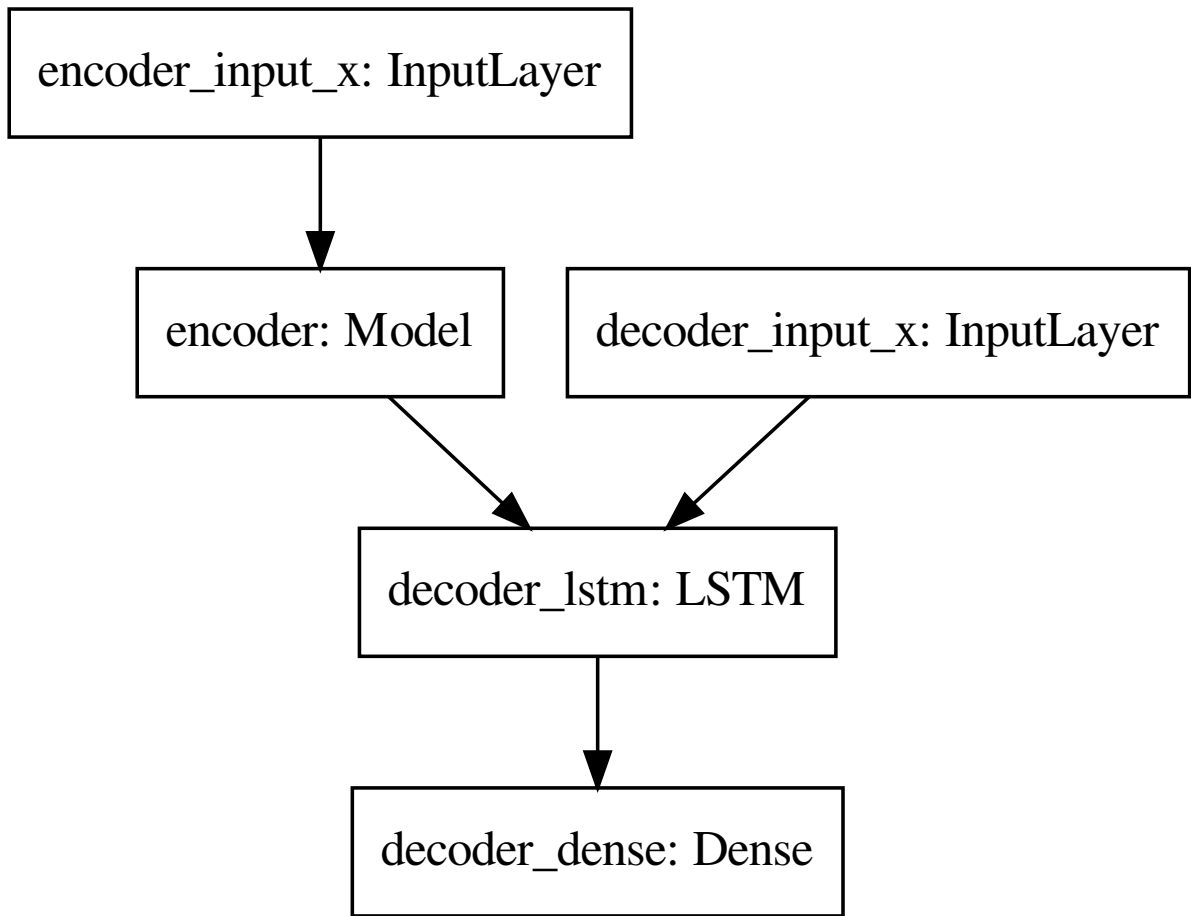 encoder_input_x: InputLayer
encoder: Model
decoder_input_x: InputLayer
decoder_lstm: LSTM
decoder_dense: Dense